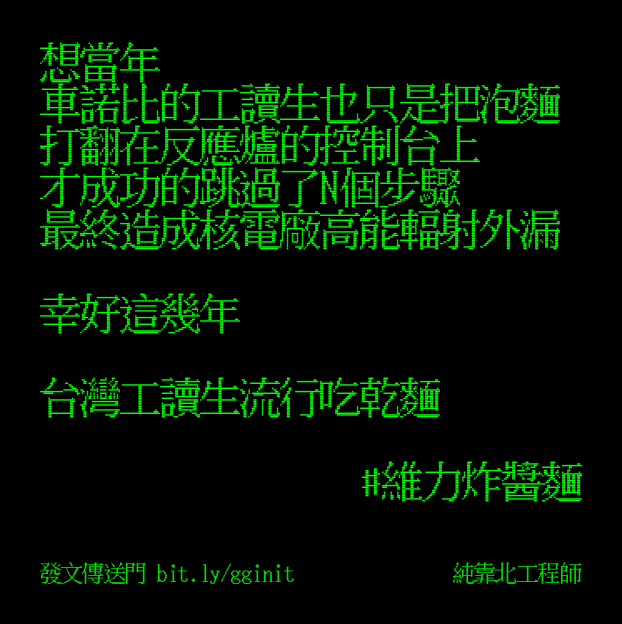 想當年
車諾比的工讀生也只是把泡麵
打翻在反應爐的控制台上
才成功的跳過了N個步驟
最終造成核電廠高能輻射外漏
幸好這幾年
台灣工讀生流行吃乾麵
#維力炸醬麵
發文傳送門 bit.ly/gginit
純靠北工程師